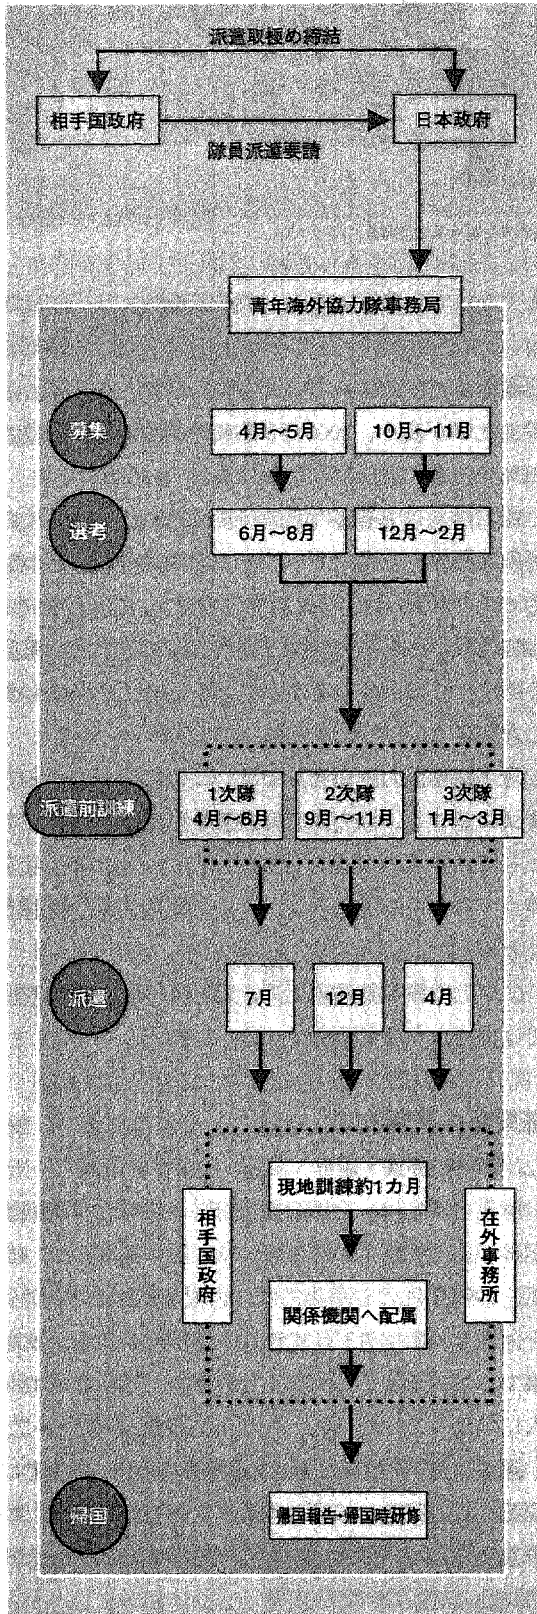 派遣取極め締結
相手国政府
日本政府
隊員派遣要請
青年海外協力隊事務局
募集
4月〜5月
10月〜11月
選考
6月〜8月
12月〜2月
派遣前訓練
1次隊
4月〜6月
2次隊
9月〜11月
3次隊
1月〜3月
派遣
7月
12月
4月
現地訓練約1カ月
相手国政府
在外事務所
関係機関へ配属
帰国
帰国報告・帰国時研修